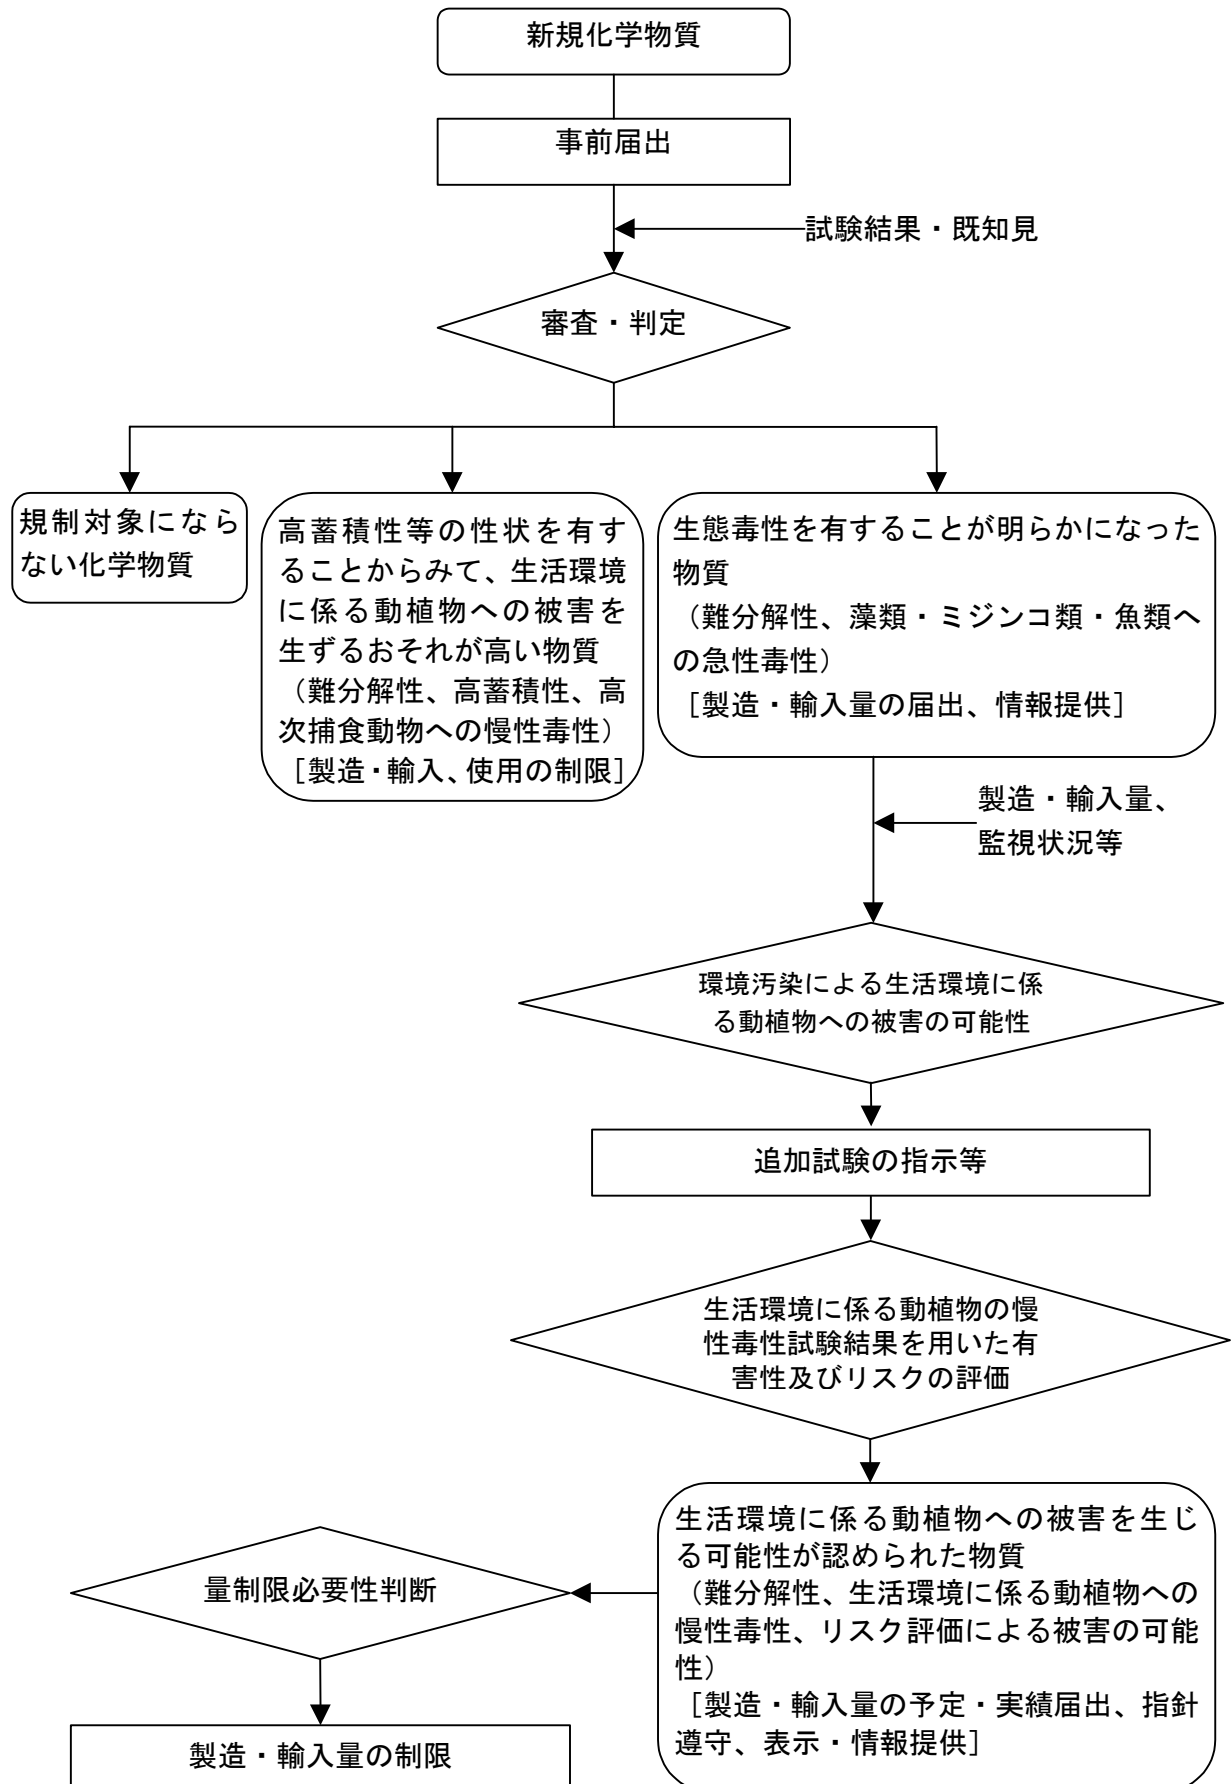 新規化学物質
事前届出
試験結果・既知見
審査・判定
規制対象になら
ない化学物質
高蓄積性等の性状を有す
ることからみて、生活環境
に係る動植物への被害を
生ずるおそれが高い物質
（難分解性、高蓄積性、高
次捕食動物への慢性毒性）
［製造・輸入、使用の制限］
生態毒性を有することが明らかになった
物質
（難分解性、藻類・ミジンコ類・魚類へ
の急性毒性）
［製造・輸入量の届出、情報提供］
製造・輸入量、
監視状況等
環境汚染による生活環境に係
る動植物への被害の可能性
追加試験の指示等
生活環境に係る動植物の慢
性毒性試験結果を用いた有
害性及びリスクの評価
生活環境に係る動植物への被害を生じ
る可能性が認められた物質
（難分解性、生活環境に係る動植物への
慢性毒性、リスク評価による被害の可能
性）
［製造・輸入量の予定・実績届出、指針
遵守、表示・情報提供］
量制限必要性判断
製造・輸入量の制限